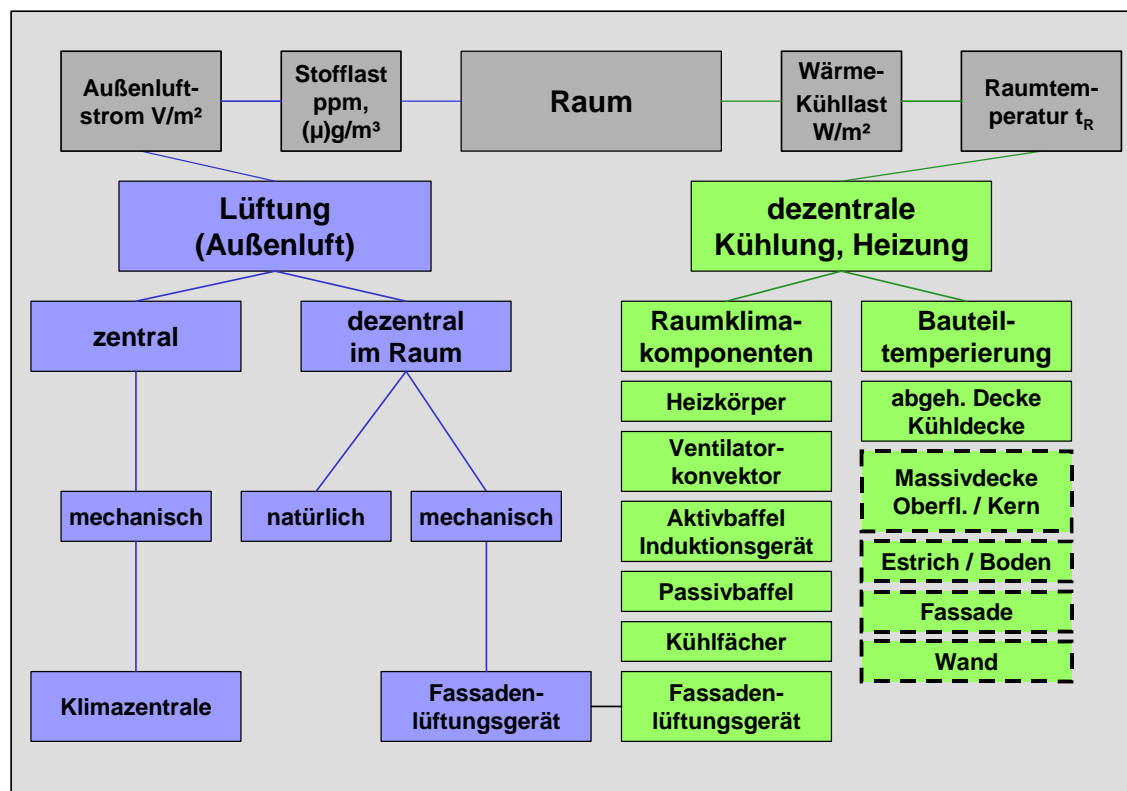 Außenluft-
strom V/m²
Stofflast
ppm,
(µ)g/m³
Raum
Wärme-
Kühllast
W/m²
Raumtem-
peratur tR
Lüftung
(Außenluft)
dezentrale
Kühlung, Heizung
zentral
dezentral
im Raum
Raumklima-
komponenten
Bauteil-
temperierung
Heizkörper
abgeh. Decke
Kühldecke
Ventilator-
konvektor
Massivdecke
Oberfl. / Kern
mechanisch
natürlich
mechanisch
Aktivbaffel
Induktionsgerät
Estrich / Boden
Passivbaffel
Fassade
Kühlfächer
Wand
Klimazentrale
Fassaden-
lüftungsgerät
Fassaden-
lüftungsgerät